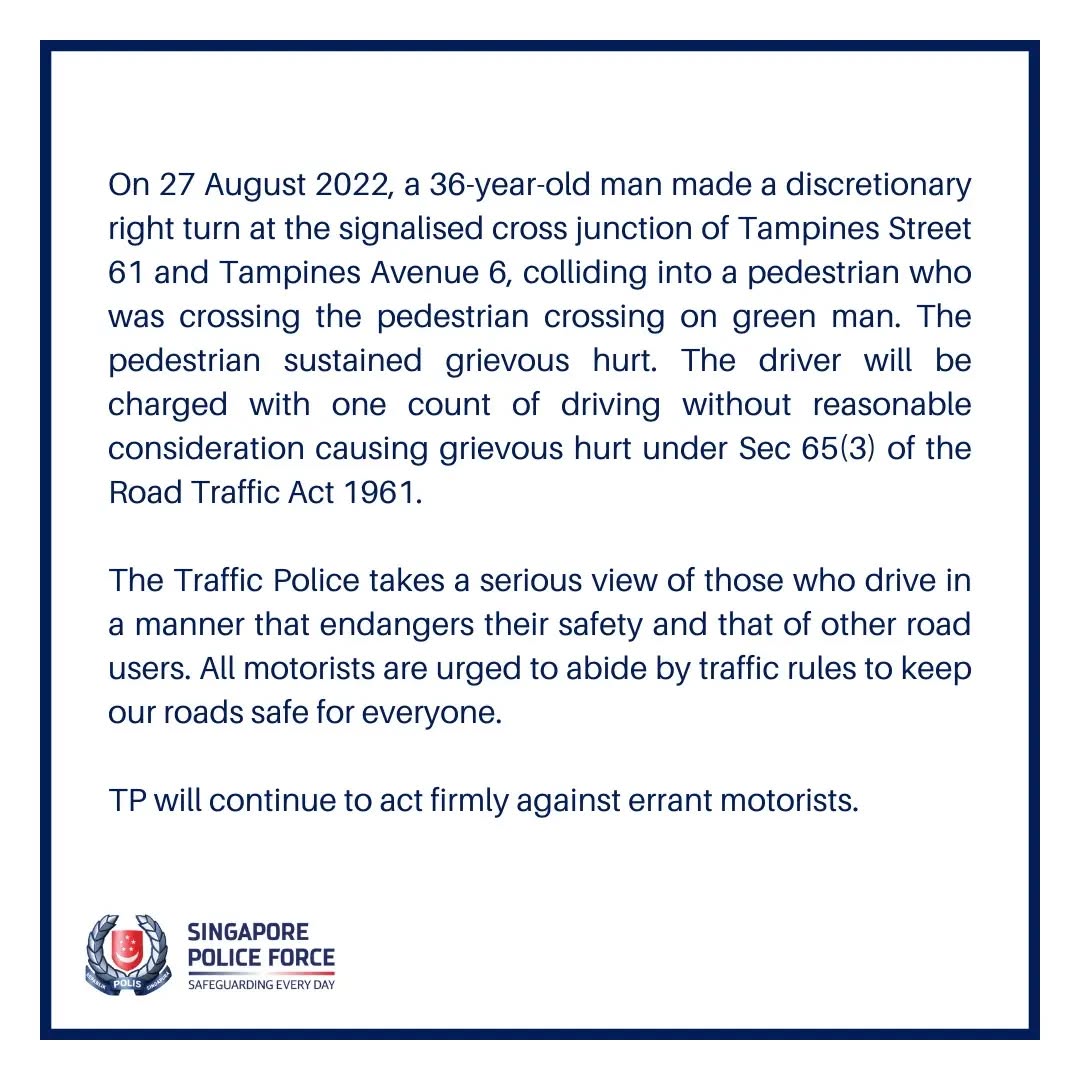 On 27 August 2022, a 36-year-old man made a discretionary
right turn at the signalised cross junction of Tampines Street
61 and Tampines Avenue 6, colliding into a pedestrian who
was crossing the pedestrian crossing on green man. The
pedestrian sustained grievous hurt. The driver will be
charged with one count of driving without reasonable
consideration causing grievous hurt under Sec 65(3) of the
Road Traffic Act 1961.
The Traffic Police takes a serious view of those who drive in
a manner that endangers their safety and that of other road
users. All motorists are urged to abide by traffic rules to keep
our roads safe for everyone.
TP will continue to act firmly against errant motorists.
POLIS
SINGAPORE
POLICE FORCE
SAFEGUARDING EVERY DAY